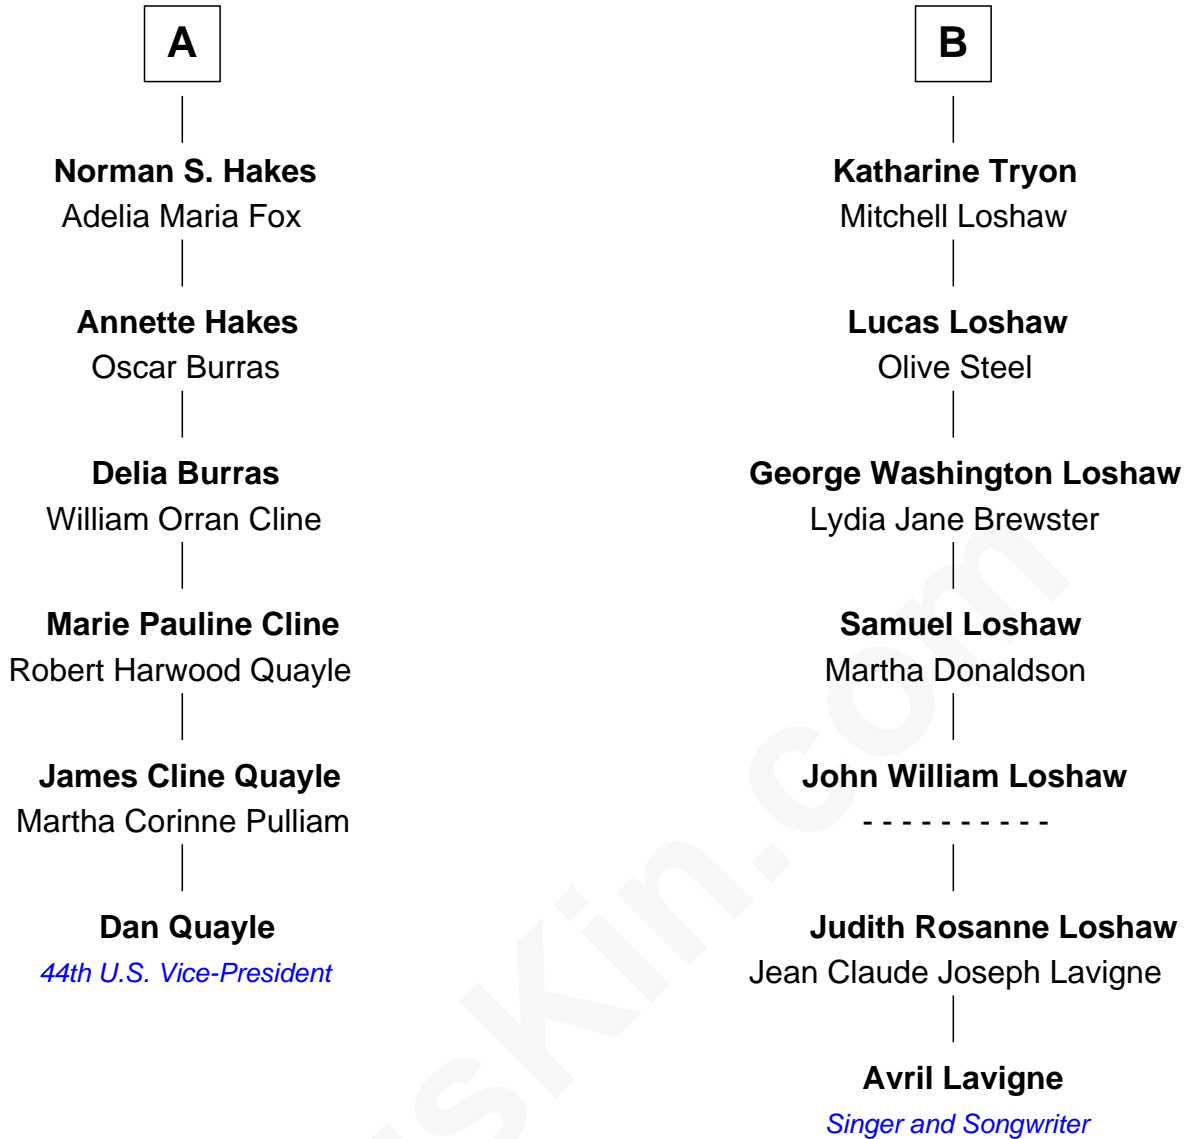 A
Norman S. Hakes
Adelia Maria Fox
Annette Hakes
Oscar Burras
Delia Burras
William Orran Cline
Marie Pauline Cline
Robert Harwood Quayle
James Cline Quayle
Martha Corinne Pulliam
Dan Quayle
44th U.S. Vice-President
B
Katharine Tryon
Mitchell Loshaw
Lucas Loshaw
Olive Steel
George Washington Loshaw
Lydia Jane Brewster
Samuel Loshaw
Martha Donaldson
John William Loshaw
- - - - - - - - - -
Judith Rosanne Loshaw
Jean Claude Joseph Lavigne
Avril Lavigne
Singer and Songwriter